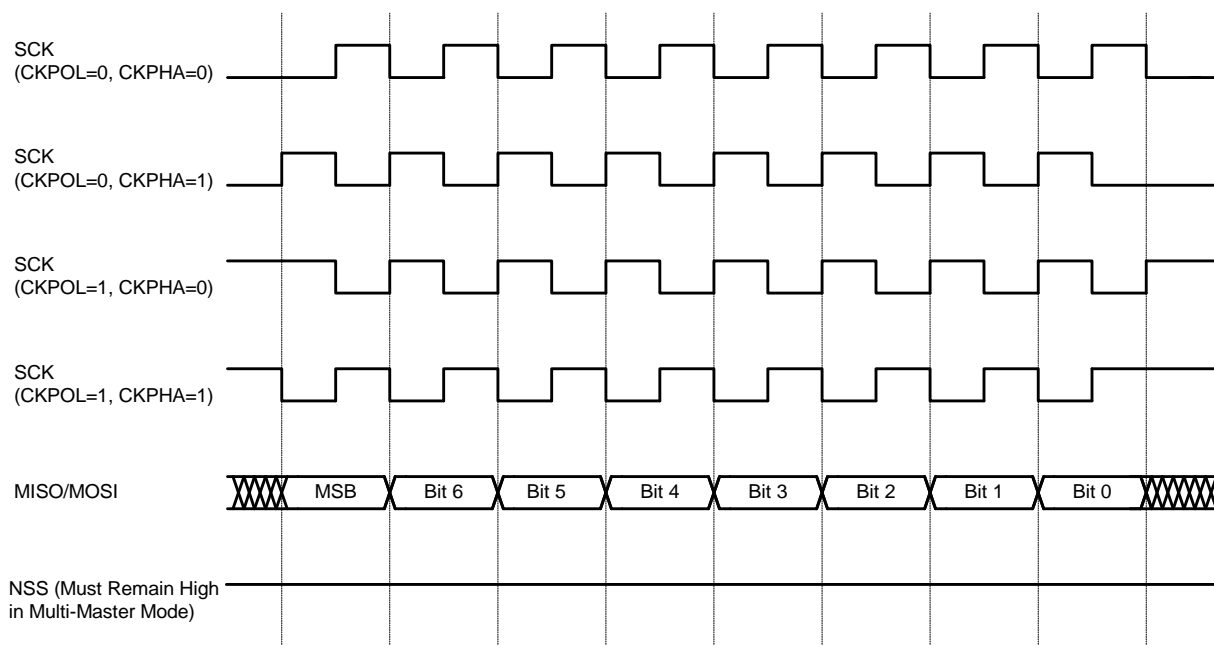 SCK
(CKPOL=0, CKPHA=0)
SCK
(CKPOL=0, CKPHA=1)
SCK
(CKPOL=1, CKPHA=0)
SCK
(CKPOL=1, CKPHA=1)
MISO/MOSI
MSB Bit 6 Bit 5 Bit 4 Bit 3 Bit 2 Bit 1 Bit 0
NSS (Must Remain High
in Multi-Master Mode)